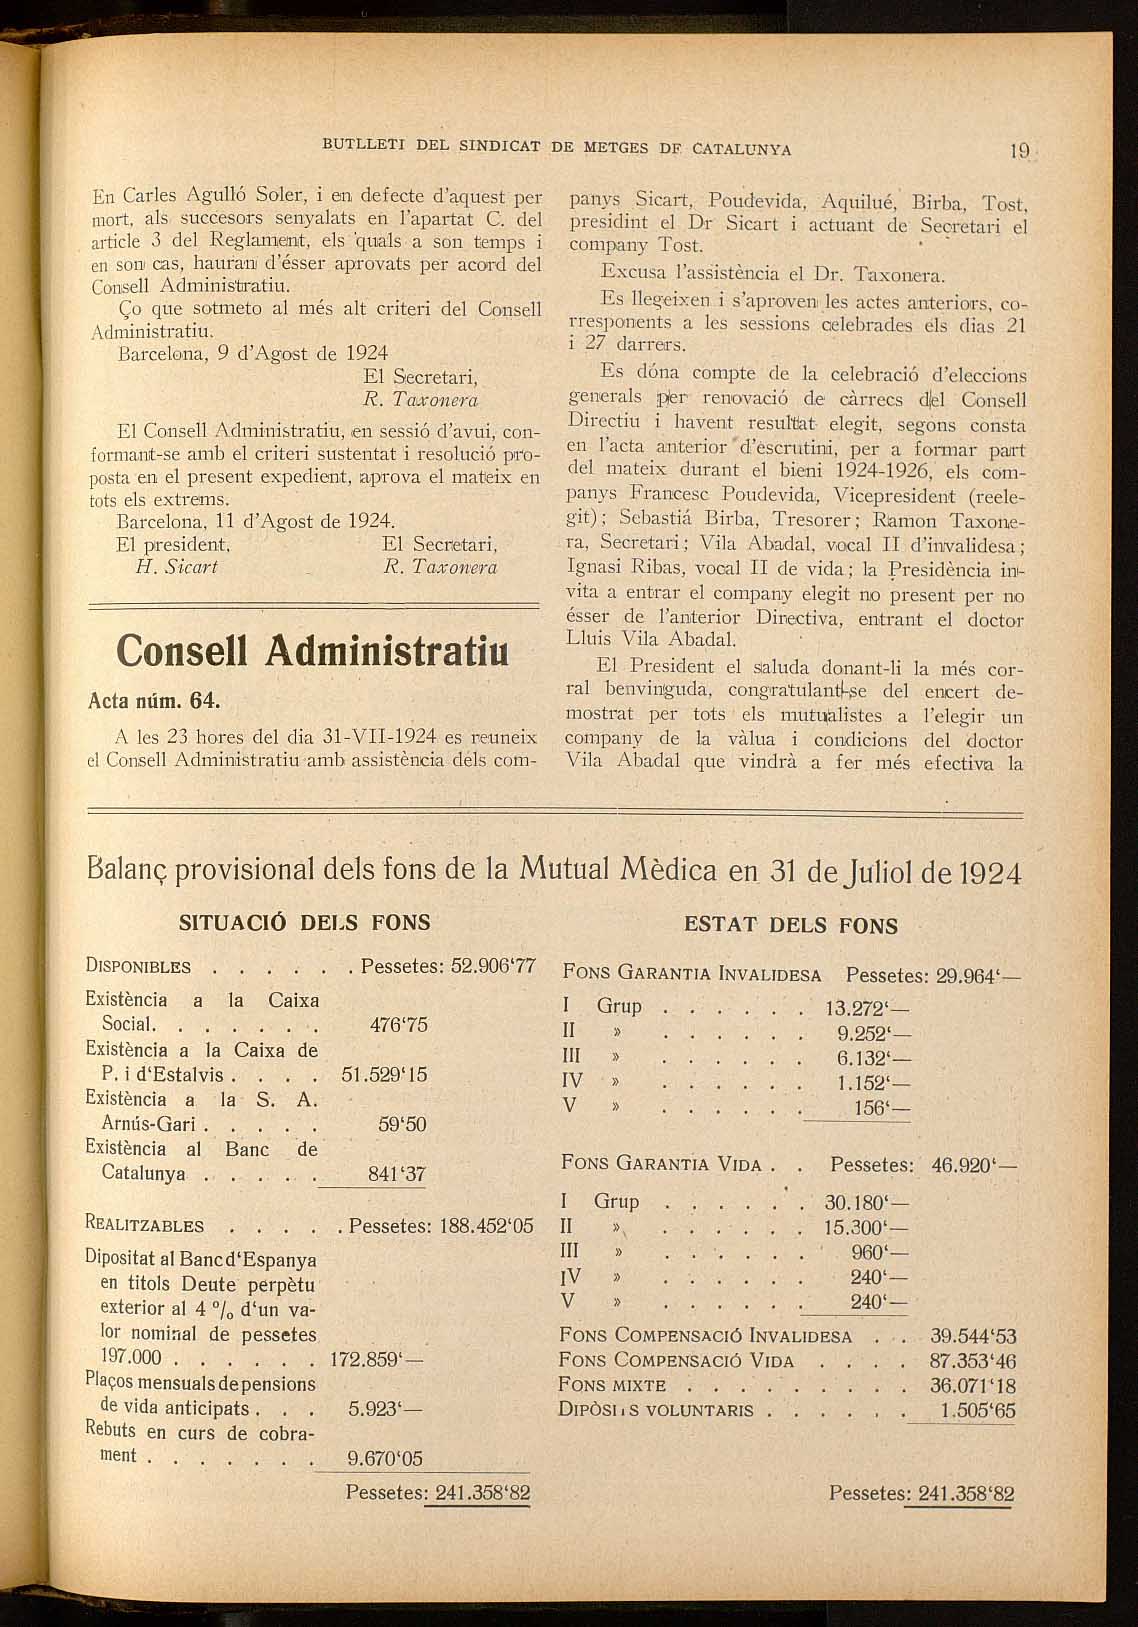 BUTLLETI DEL SINDICAT DE METGES DE CATALUNYA 19
En Carles Agulló Soler, i en defecte d'aquest per
mort, als successors senyalats en l'apartat C. del
article 3 del Reglament, els quals a son temps i
en son cas, hauran d'ésser aprovats per acord del
Consell Administratiu.
Ço que sotmeto al més alt criteri del Consell
Administratiu.
Barcelona, 9 d'Agost de 1924
El Secretari,
R. Taxonera
El Consell Administratiu, en sessió d'avui, con-
formant-se amb el criteri sustentat i resolució pro-
posta en el present expedient, aprova el mateix en
tots els extrems.
Barcelona, 11 d'Agost de 1924.
El president, El Secretari,
H. Sicart R. Taxonera
Consell Administratiu
Acta núm. 64.
A les 23 hores del dia 31-VII-1924 es reuneix
el Consell Administratiu amb assistència dels com-
panys Sicart, Poudevida, Aquilué, Birba, Tost,
presidint el Dr Sicart i actuant de Secretari el
company Tost.
Excusa l'assistència el Dr. Taxonera.
Es llegeixen i s'aproven les actes anteriors, co-
rresponents a les sessions celebrades els dias 21
i 27 darrers.
Es dóna compte de la celebració d'eleccions
generals per renovació de càrrecs del Consell
Directiu i havent resultat elegit, segons consta
en l'acta anterior d'escrutini, per a formar part
del mateix durant el bieni 1924-1926, els com-
panys Francesc Poudevida, Vicepresident (reele-
git); Sebastiá Birba, Tresorer; Ramon Taxone-
ra, Secretari; Vila Abadal, vocal II d'invalidesa;
Ignasi Ribas, vocal II de vida; la Presidència in-
vita a entrar el company elegit no present per no
ésser de l'anterior Directiva, entrant el doctor
Lluis Vila Abadal.
El President el saluda donant-li la més cor-
ral benvinguda, congratulant-se del encert de-
mostrat per tots els mutualistes a l'elegir un
company de la vàlua i condicions del doctor
Vila Abadal que vindrà a fer més efectiva la
Balanç provisional dels fons de la Mutual Mèdica en 31 de Juliol de 1924
SITUACIÓ DELS FONS
DISPONIBLES . . . . . . Pessetes: 52.906'77
Existència a la Caixa
Social. . . . . . . 476'75
Existència a la Caixa de
P. i d'Estalvis . . . . 51.529'15
Existència a la S. A.
Arnús-Gari . . . . . 59'50
Existència al Banc de
Catalunya . . . . . 841'37
REALITZABLES . . . . . Pessetes: 188.452'05
Dipositat al Banc d'Espanya
en titols Deute perpètu
exterior al 4 % d'un va-
lor nominal de pessetes
197.000 . . . . . . 172.859'—
Plaços mensuals de pensions
de vida anticipats . . . 5.923'—
Rebuts en curs de cobra-
ment . . . . . . . 9.670'05
Pessetes: 241.358'82
ESTAT DELS FONS
FONS GARANTIA INVALIDESA Pessetes: 29.964'—
I Grup . . . . . . 13.272'—
II » . . . . . . 9.252'—
III » . . . . . . 6.132'—
IV » . . . . . . 1.152'—
V » . . . . . . 156'—
FONS GARANTIA VIDA . . Pessetes: 46.920'—
I Grup . . . . . . 30.180'—
II » . . . . . . 15.300'—
III » . . . . . . 960'—
IV » . . . . . . 240'—
V » . . . . . . 240'—
FONS COMPENSACIÓ INVALIDESA . . 39.544'53
FONS COMPENSACIÓ VIDA . . . . 87.353'46
FONS MIXTE . . . . . . . . . 36.071'18
DIPÒSITS VOLUNTARIS . . . . . . 1.505'65
Pessetes: 241.358'82